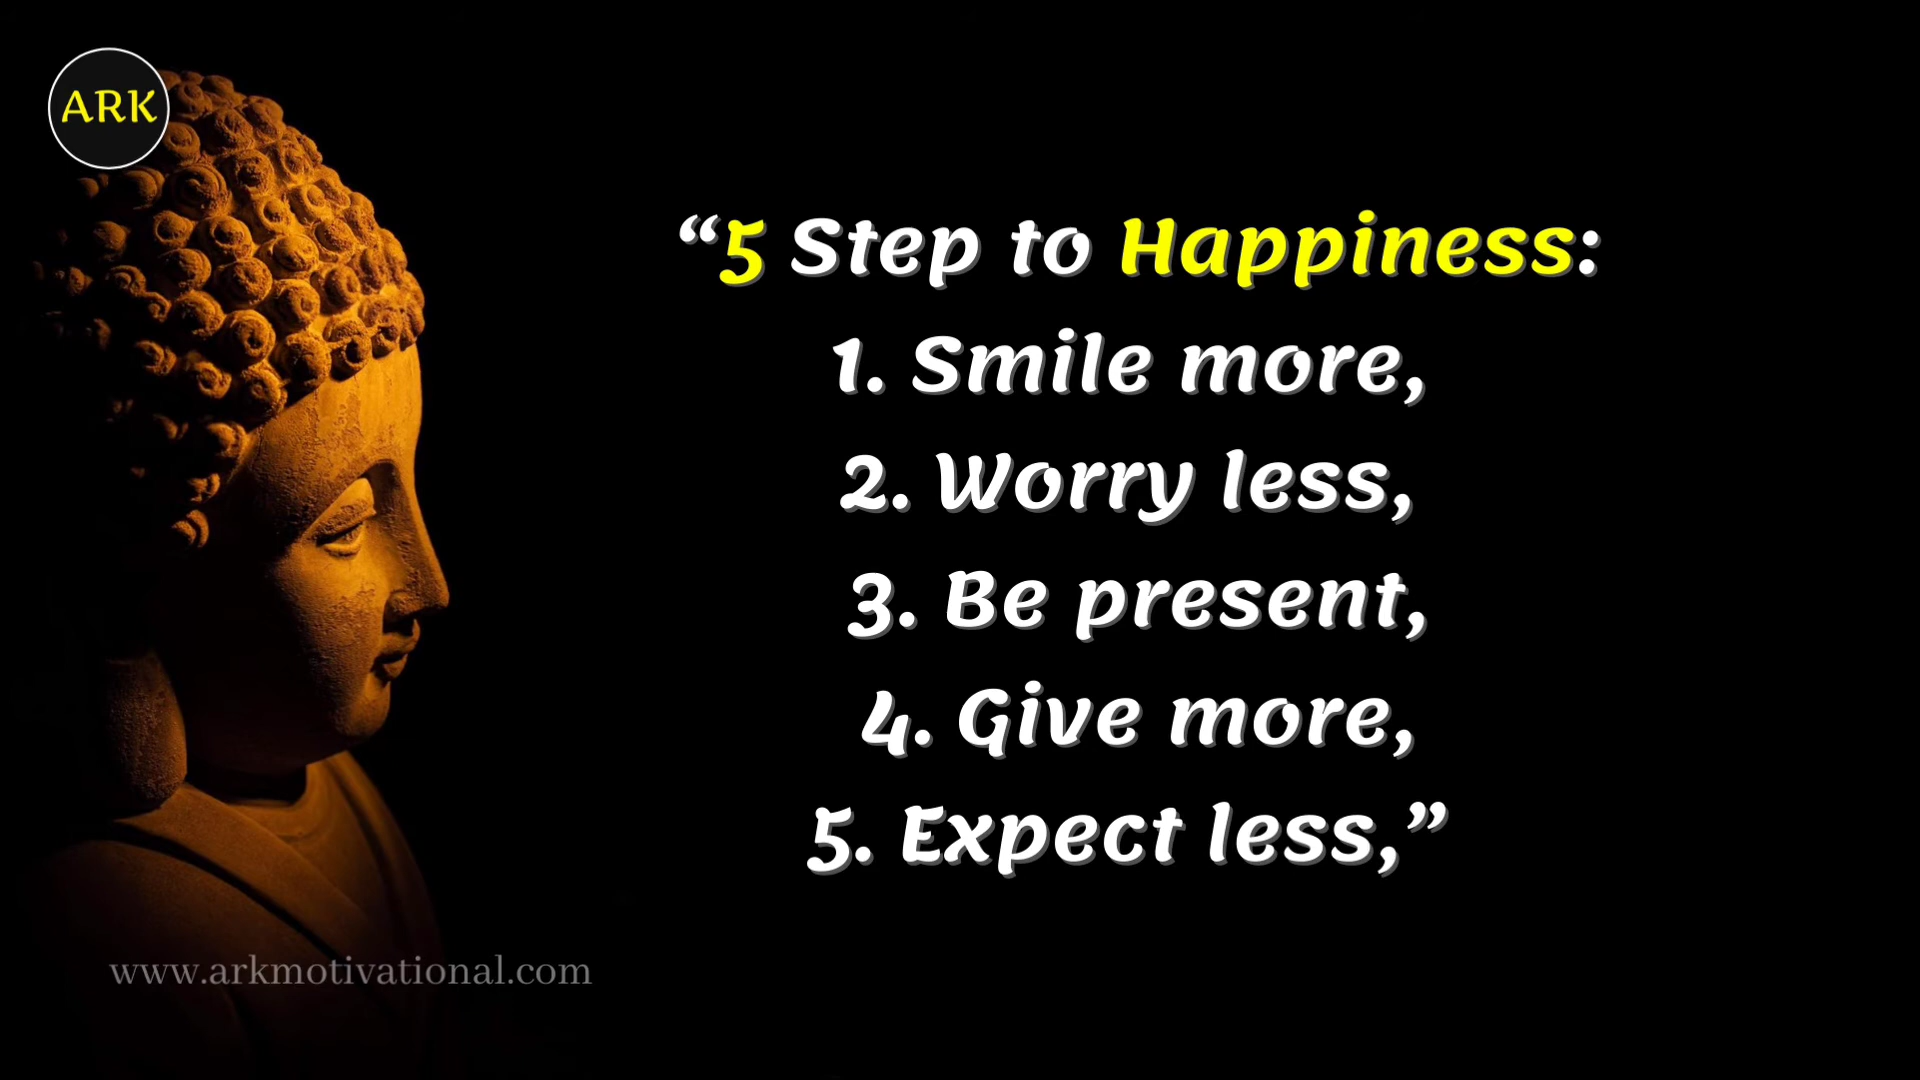 ARK
“5 Step to Happiness:
1. Smile more,
2. Worry less,
3. Be present,
4. Give more,
5. Expect less,”
www.arkmotivational.com